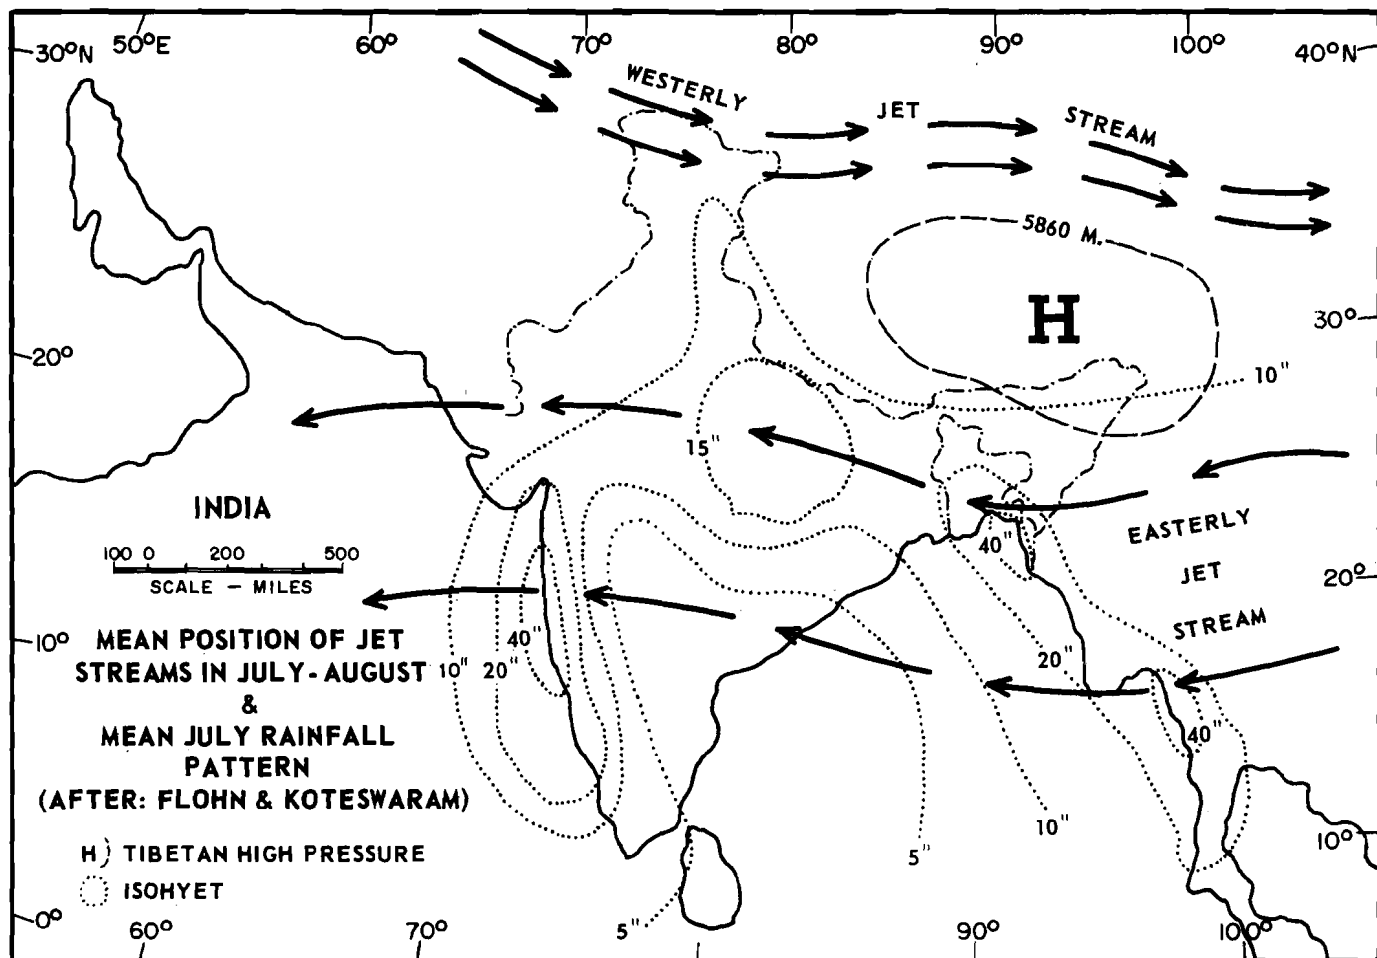 50°E 60° 70° 80° 90° 100°
30°N 40°N
WESTERLY JET STREAM
5860 M.
H
30°
20°
10"
15"
INDIA
100 0 200 500
SCALE – MILES
40"
EASTERLY
JET
STREAM
20°
10°
MEAN POSITION OF JET
STREAMS IN JULY-AUGUST
&
MEAN JULY RAINFALL
PATTERN
(AFTER: FLOHN & KOTESWARAM)
40"
10" 20"
20"
40"
10"
5"
10°
H) TIBETAN HIGH PRESSURE
ISOHYET
5"
0°
60° 70° 90° 100°